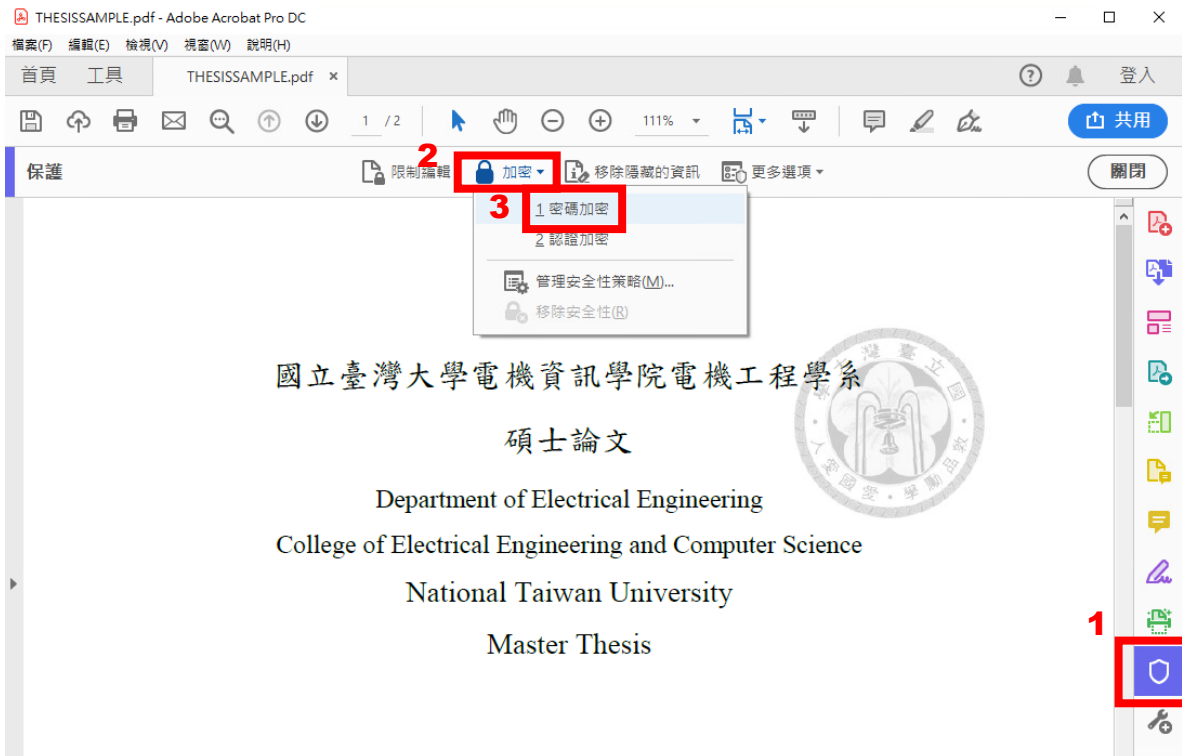 THESISSAMPLE.pdf - Adobe Acrobat Pro DC
檔案(F) 編輯(E) 檢視(V) 視窗(W) 說明(H)
首頁 工具 THESISSAMPLE.pdf × 登入
1 / 2 111% 共用
2
保護 限制編輯 加密 移除隱藏的資訊 更多選項 關閉
3 1 密碼加密
2 認證加密
管理安全性策略(M)...
移除安全性(R)
國立臺灣大學電機資訊學院電機工程學系
碩士論文
Department of Electrical Engineering
College of Electrical Engineering and Computer Science
National Taiwan University
Master Thesis
1